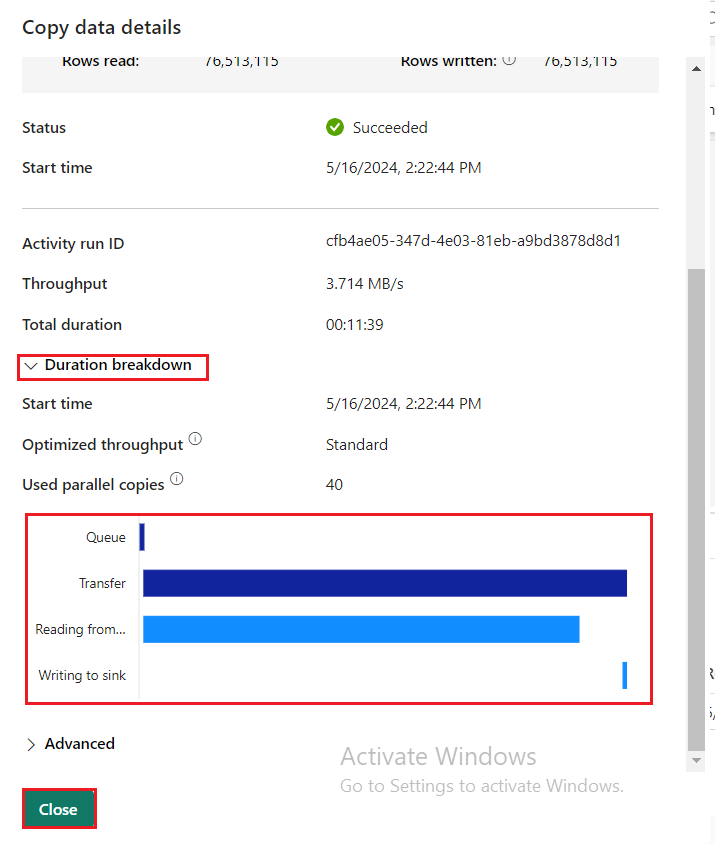 Copy data details
Rows read: 76,513,115 Rows written: 76,513,115
Status Succeeded
Start time 5/16/2024, 2:22:44 PM
Activity run ID cfb4ae05-347d-4e03-81eb-a9bd3878d8d1
Throughput 3.714 MB/s
Total duration 00:11:39
Duration breakdown
Start time 5/16/2024, 2:22:44 PM
Optimized throughput Standard
Used parallel copies 40
Queue
Transfer
Reading from...
Writing to sink
Advanced
Activate Windows
Go to Settings to activate Windows.
Close